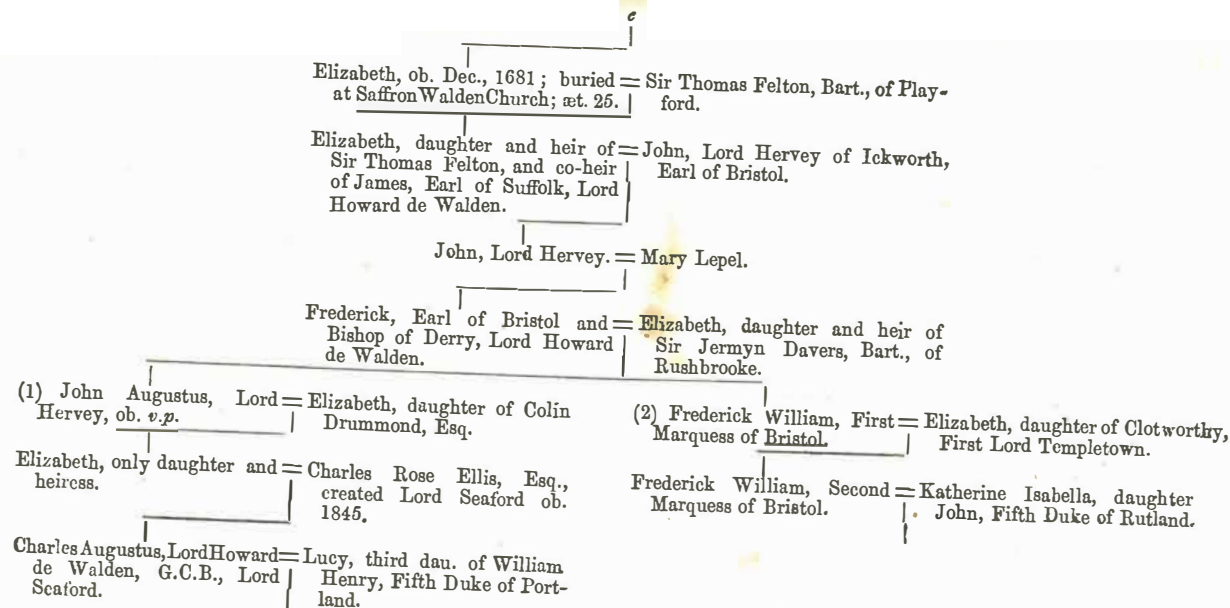 c
Elizabeth, ob. Dec., 1681; buried = Sir Thomas Felton, Bart., of Play-
at Saffron Walden Church; æt. 25. ford.
Elizabeth, daughter and heir of = John, Lord Hervey of Ickworth,
Sir Thomas Felton, and co-heir Earl of Bristol.
of James, Earl of Suffolk, Lord
Howard de Walden.
John, Lord Hervey. = Mary Lepel.
Frederick, Earl of Bristol and = Elizabeth, daughter and heir of
Bishop of Derry, Lord Howard Sir Jermyn Davers, Bart., of
de Walden. Rushbrooke.
(1) John Augustus, Lord = Elizabeth, daughter of Colin
Hervey, ob. v.p. Drummond, Esq.
(2) Frederick William, First = Elizabeth, daughter of Clotworthy,
Marquess of Bristol. First Lord Templetown.
Elizabeth, only daughter and = Charles Rose Ellis, Esq.,
heiress. created Lord Seaford ob.
1845.
Frederick William, Second = Katherine Isabella, daughter
Marquess of Bristol. John, Fifth Duke of Rutland.
Charles Augustus, Lord Howard = Lucy, third dau. of William
de Walden, G.C.B., Lord Henry, Fifth Duke of Port-
Seaford. land.